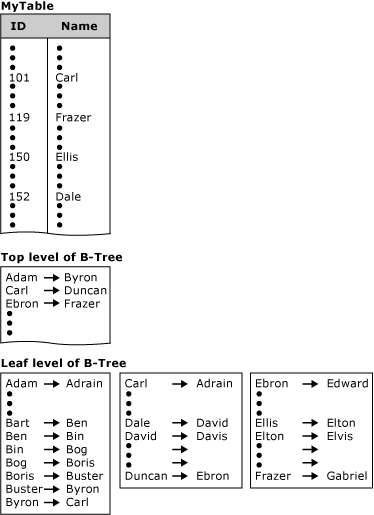 MyTable
ID Name
101 Carl
119 Frazer
150 Ellis
152 Dale
Top level of B-Tree
Adam → Byron
Carl → Duncan
Ebron → Frazer
Leaf level of B-Tree
Adam → Adrain
Bart → Ben
Ben → Bin
Bin → Bog
Bog → Boris
Boris → Buster
Buster → Byron
Byron → Carl
Carl → Adrain
Dale → David
David → Davis
→
→
Duncan → Ebron
Ebron → Edward
Ellis → Elton
Elton → Elvis
→
→
Frazer → Gabriel